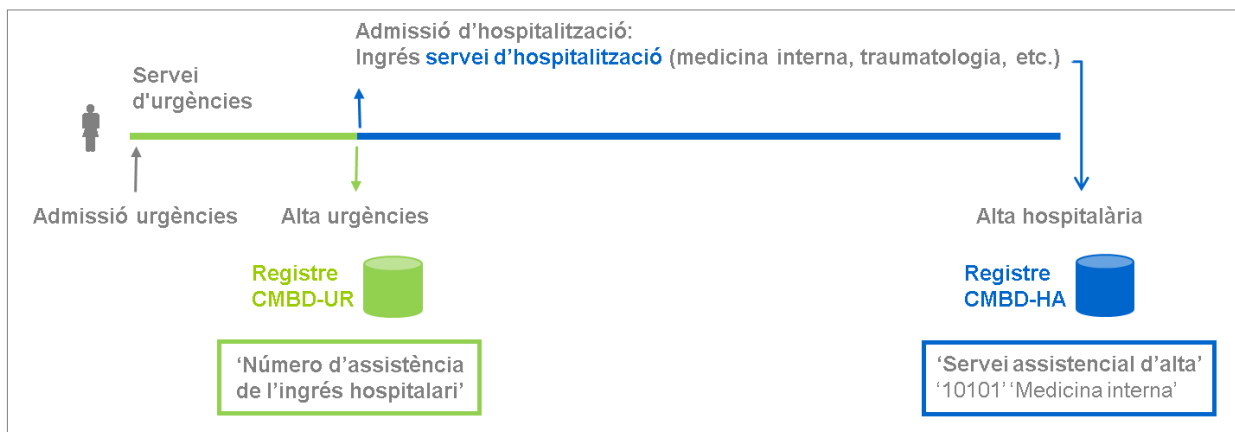 Admissió d'hospitalització:
Ingrés servei d'hospitalització (medicina interna, traumatologia, etc.)
Servei
d'urgències
Admissió urgències
Alta urgències
Alta hospitalària
Registre
CMBD-UR
Registre
CMBD-HA
‘Número d’assistència
de l’ingrés hospitalari’
‘Servei assistencial d’alta’
‘10101’ ‘Medicina interna’